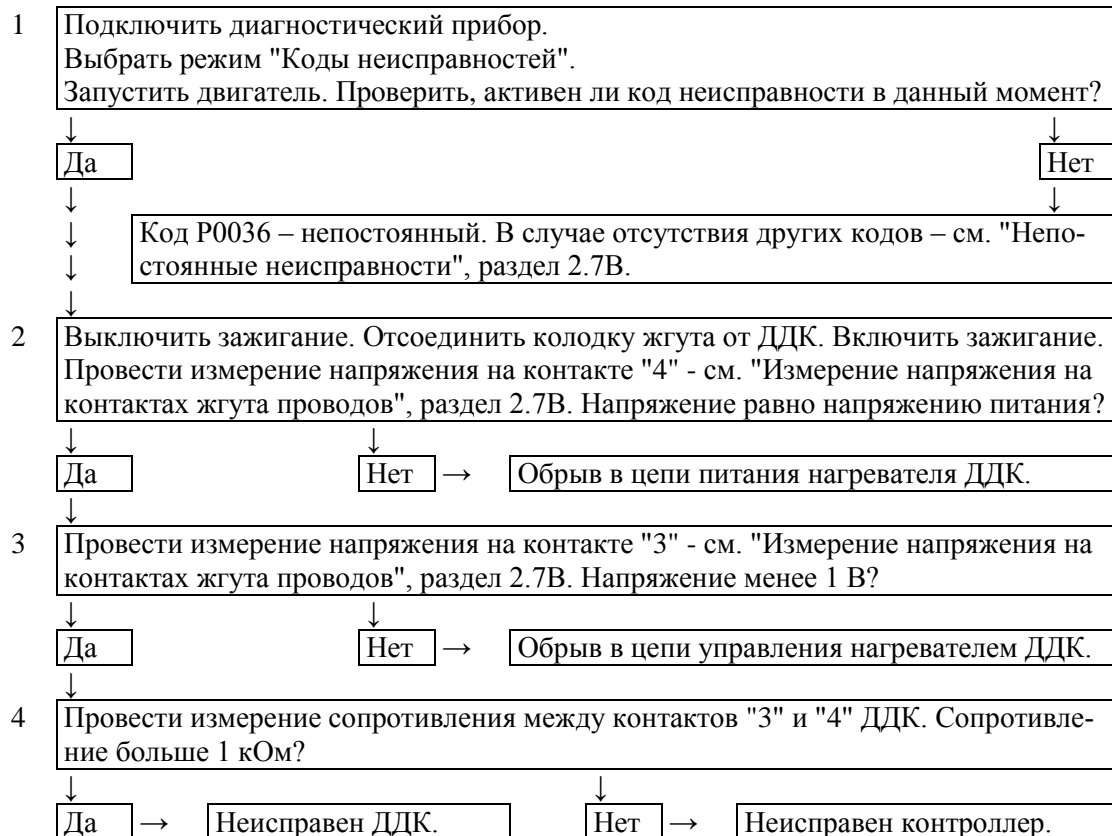 1 Подключить диагностический прибор.
Выбрать режим "Коды неисправностей".
Запустить двигатель. Проверить, активен ли код неисправности в данный момент?
↓ ↓
Да Нет
↓ ↓
↓ Код Р0036 – непостоянный. В случае отсутствия других кодов – см. "Непо-
↓ стоянные неисправности", раздел 2.7В.
↓
2 Выключить зажигание. Отсоединить колодку жгута от ДДК. Включить зажигание.
Провести измерение напряжения на контакте "4" - см. "Измерение напряжения на
контактах жгута проводов", раздел 2.7В. Напряжение равно напряжению питания?
↓ ↓
Да Нет → Обрыв в цепи питания нагревателя ДДК.
↓
3 Провести измерение напряжения на контакте "3" - см. "Измерение напряжения на
контактах жгута проводов", раздел 2.7В. Напряжение менее 1 В?
↓ ↓
Да Нет → Обрыв в цепи управления нагревателем ДДК.
↓
4 Провести измерение сопротивления между контактов "3" и "4" ДДК. Сопротивле-
ние больше 1 кОм?
↓ ↓
Да → Неисправен ДДК. Нет → Неисправен контроллер.